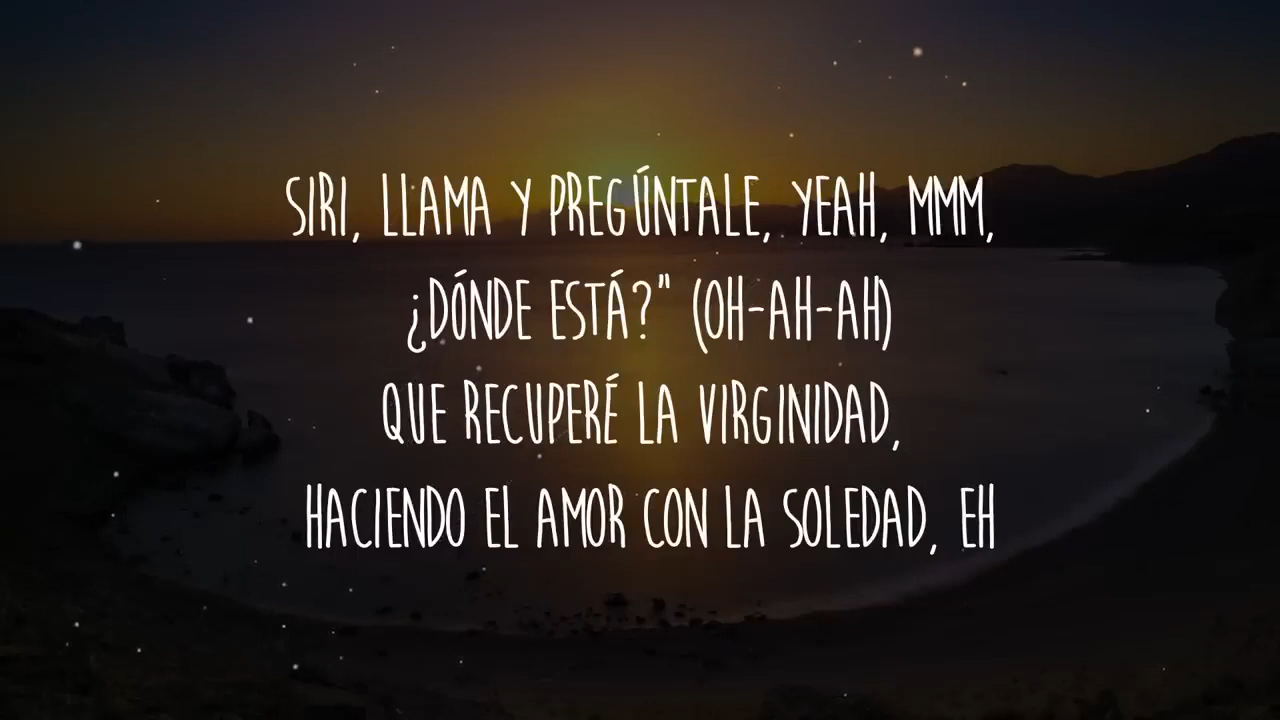 SIRI, LLAMA Y PREGÚNTALE, YEAH, MMM,
¿DÓNDE ESTÁ?" (OH-AH-AH)
QUE RECUPERÉ LA VIRGINIDAD,
HACIENDO EL AMOR CON LA SOLEDAD, EH